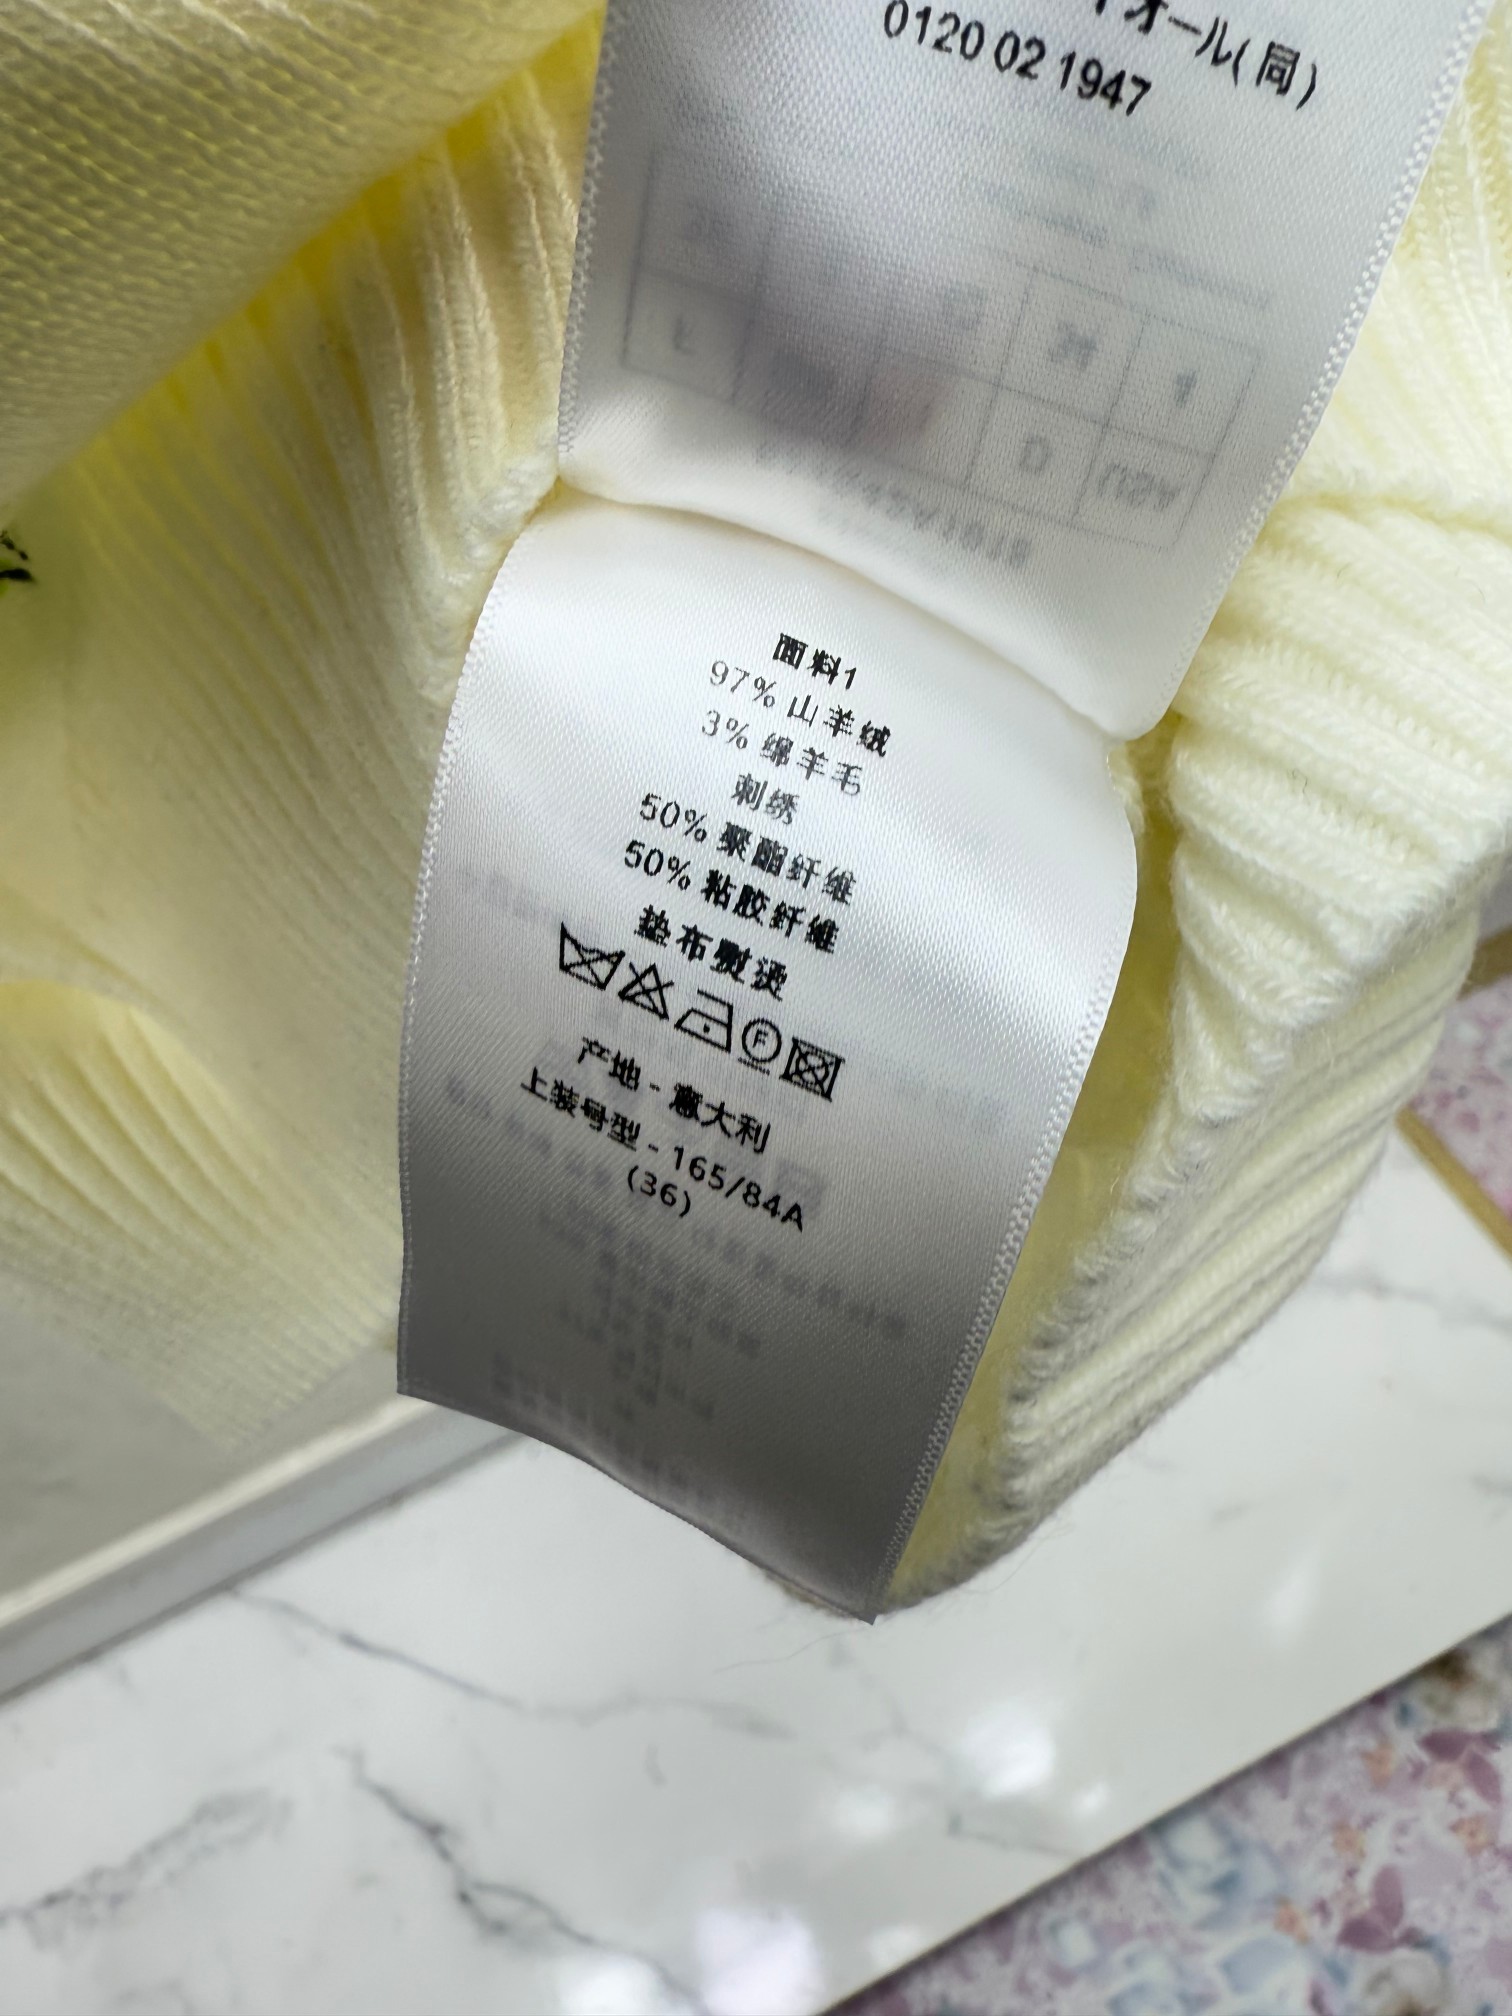 オール(同)
0120 02 1947
面料1
97% 山羊绒
3% 绵羊毛
刺绣
50% 聚酯纤维
50% 粘胶纤维
垫布熨烫
F
产地 - 意大利
上装号型 - 165/84A
(36)